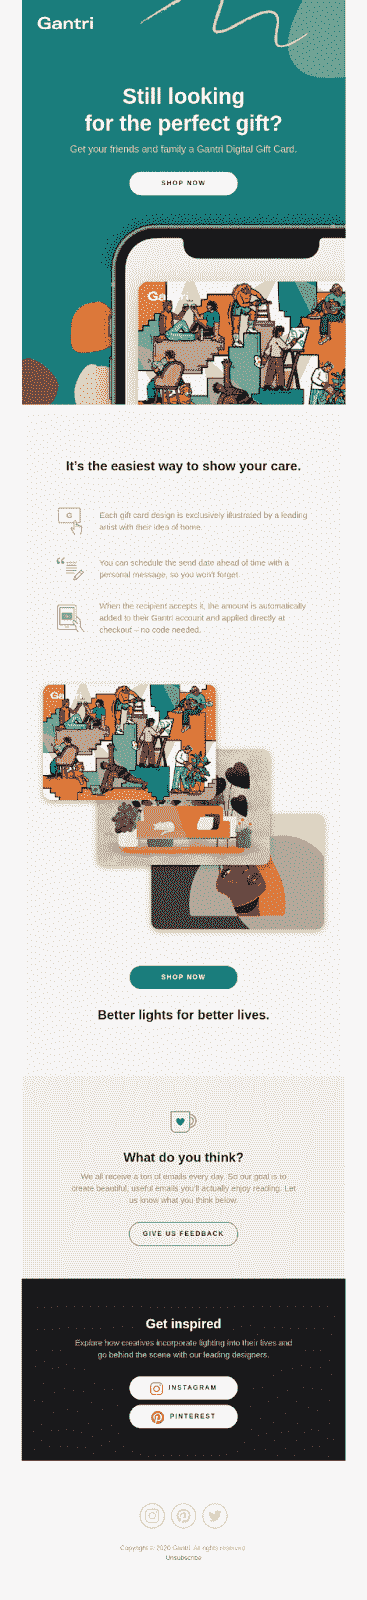 Gantri
Still looking
for the perfect gift?
Get your friends and family a Gantri Digital Gift Card.
SHOP NOW
Ga
It's the easiest way to show your care.
G
Each gift card design is exclusively illustrated by a leading
artist with their idea of home.
You can schedule the send date ahead of time with a
personal message, so you won't forget.
When the recipient accepts it, the amount is automatically
added to their Gantri account and applied directly at
checkout – no code needed.
Ga
SHOP NOW
Better lights for better lives.
What do you think?
We all receive a ton of emails every day. So our goal is to
create beautiful, useful emails you'll actually enjoy reading. Let
us know what you think below.
GIVE US FEEDBACK
Get inspired
Explore how creatives incorporate lighting into their lives and
go behind the scene with our leading designers.
INSTAGRAM
PINTEREST
Copyright © 2020 Gantri. All rights reserved.
Unsubscribe